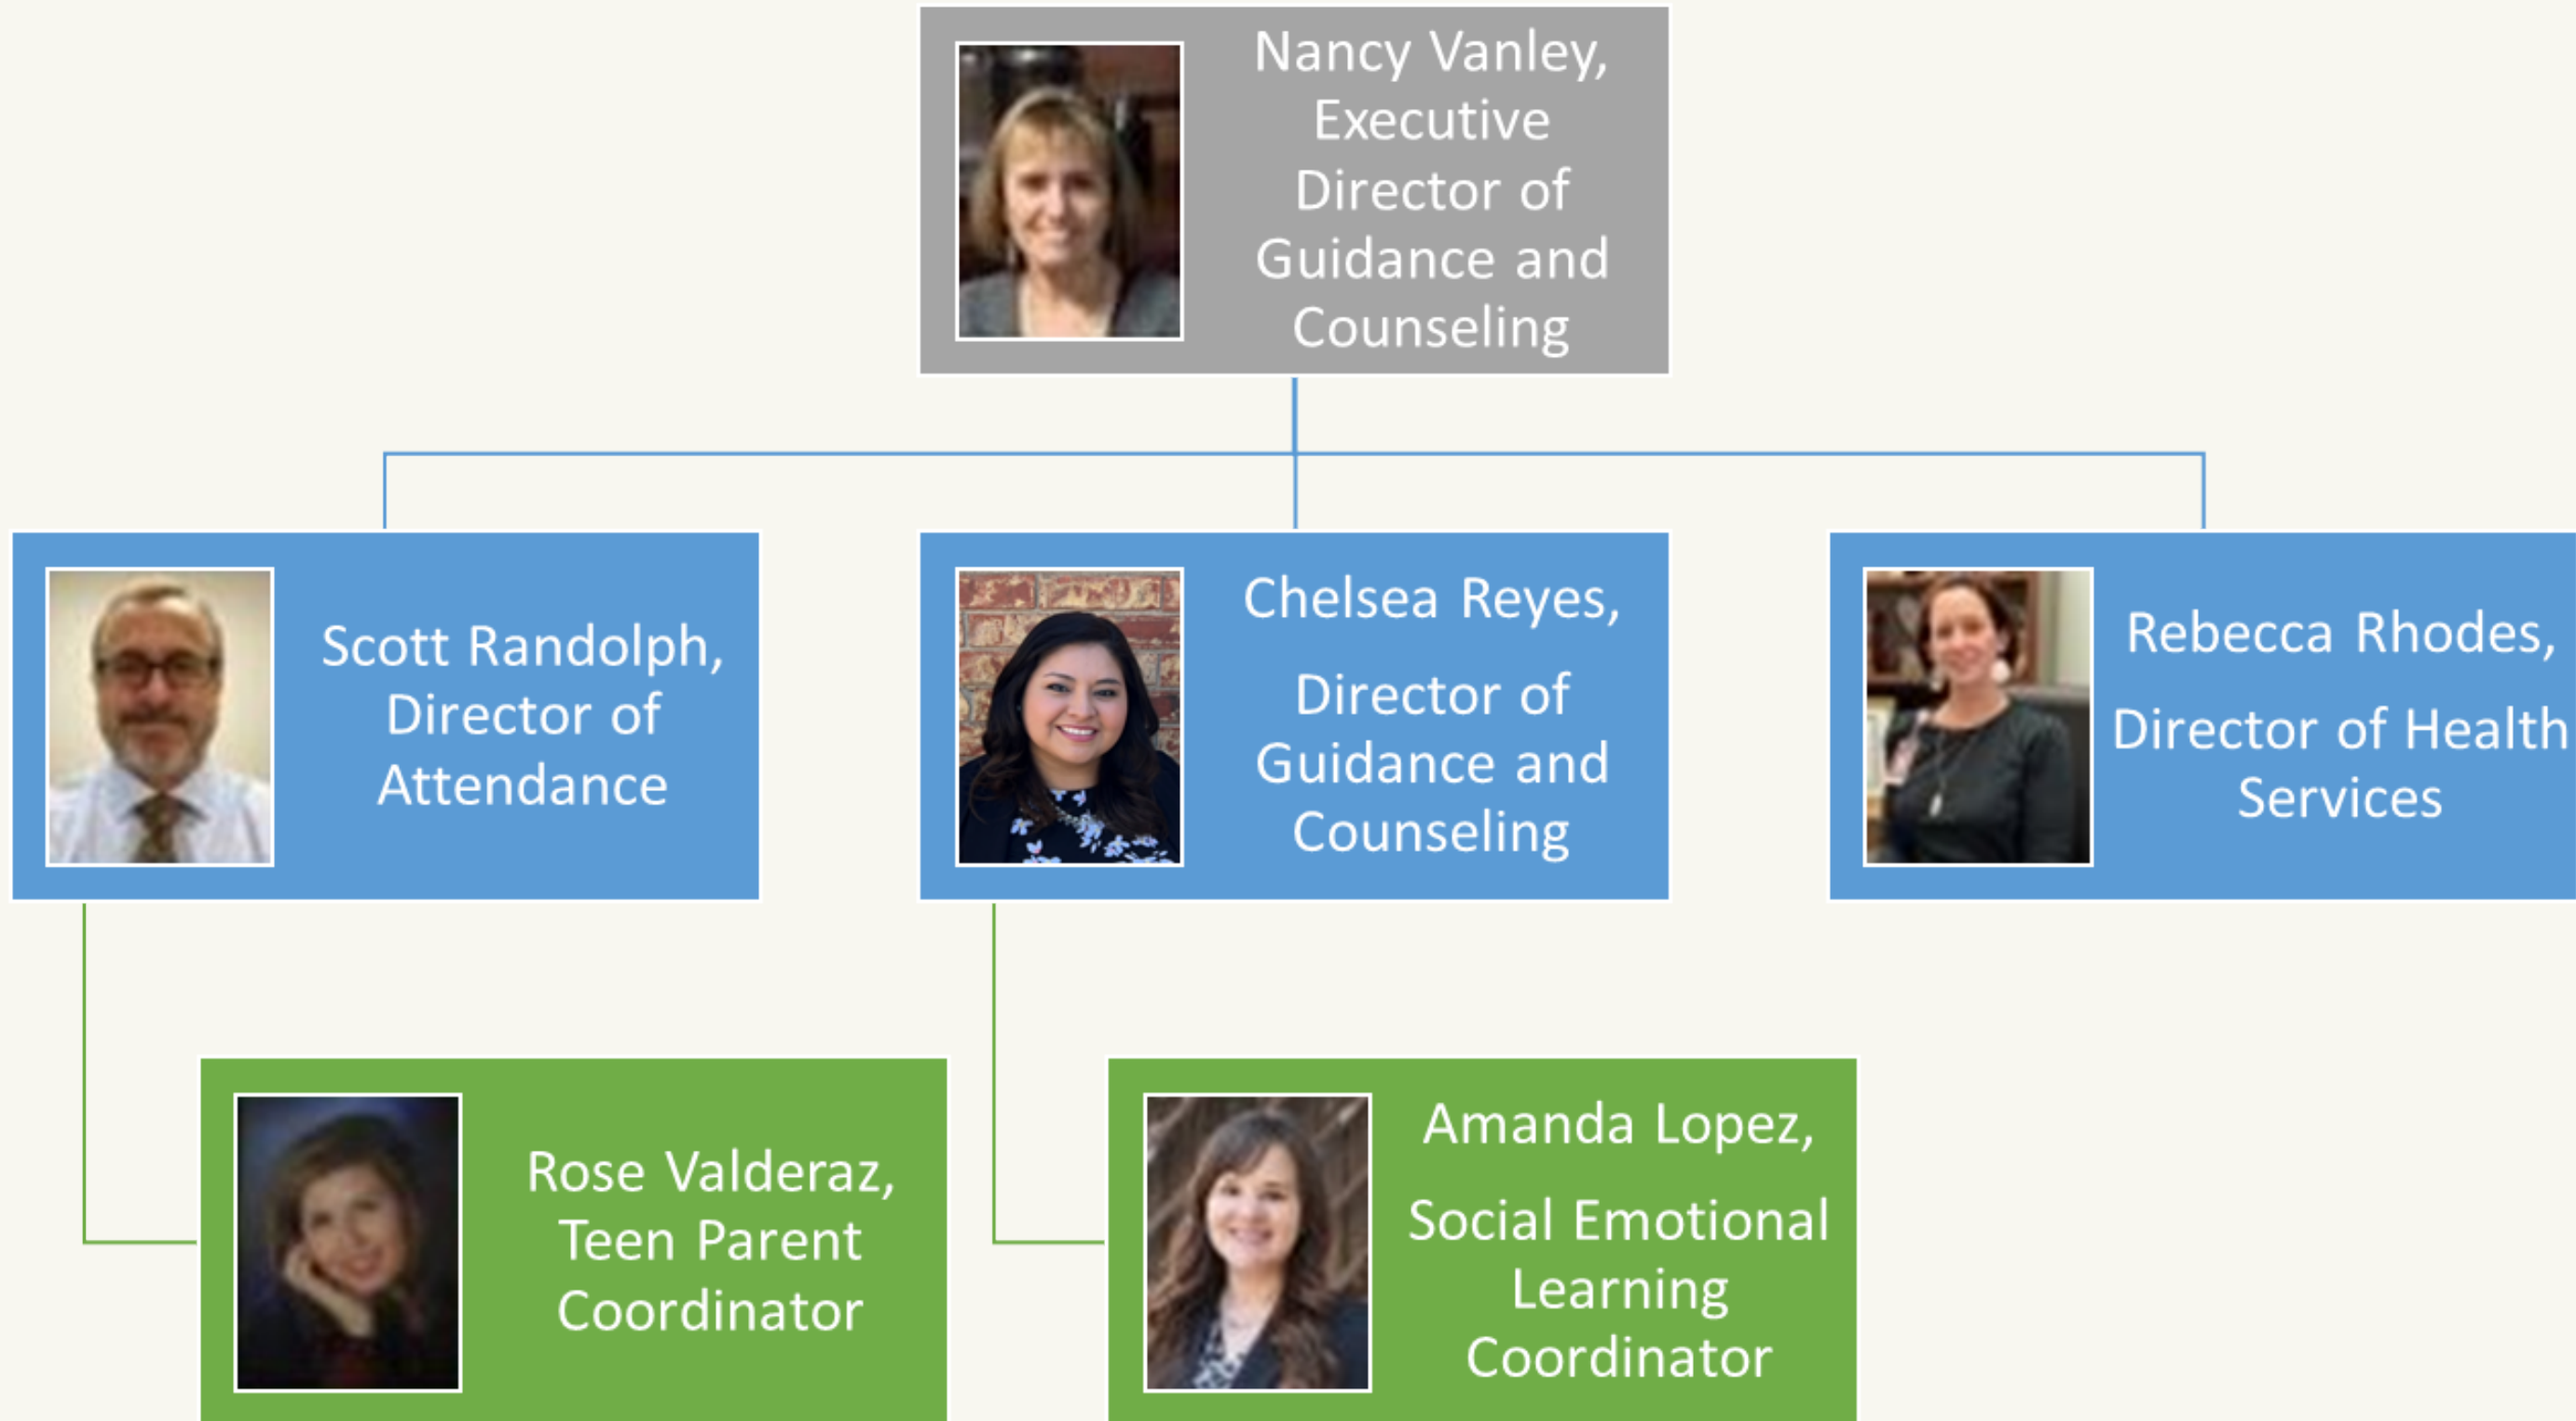 Nancy Vanley,
Executive
Director of
Guidance and
Counseling
Scott Randolph,
Director of
Attendance
Chelsea Reyes,
Director of
Guidance and
Counseling
Rebecca Rhodes,
Director of Health
Services
Rose Valderaz,
Teen Parent
Coordinator
Amanda Lopez,
Social Emotional
Learning
Coordinator